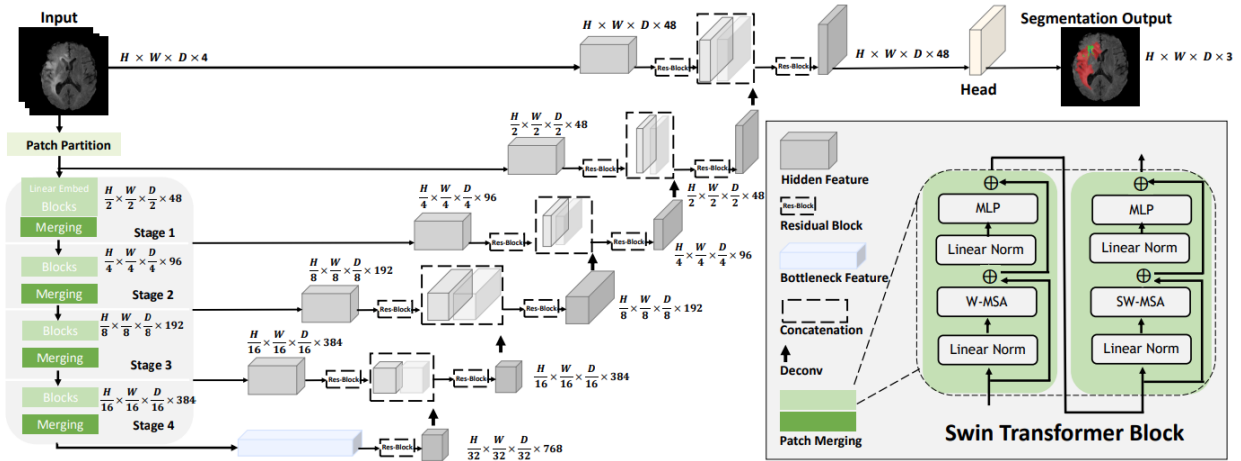 Input
H × W × D × 4
H × W × D × 48
Res-Block
Res-Block
H × W × D × 48
Head
Segmentation Output
H × W × D × 3
Patch Partition
H/2 × W/2 × D/2 × 48
Res-Block
Res-Block
H/2 × W/2 × D/2 × 48
Linear Embed
Blocks
H/2 × W/2 × D/2 × 48
Merging
Stage 1
H/4 × W/4 × D/4 × 96
Res-Block
Res-Block
H/4 × W/4 × D/4 × 96
Blocks
H/4 × W/4 × D/4 × 96
Merging
Stage 2
H/8 × W/8 × D/8 × 192
Res-Block
Res-Block
H/8 × W/8 × D/8 × 192
Blocks
H/8 × W/8 × D/8 × 192
Merging
Stage 3
H/16 × W/16 × D/16 × 384
Res-Block
Res-Block
H/16 × W/16 × D/16 × 384
Blocks
H/16 × W/16 × D/16 × 384
Merging
Stage 4
Res-Block
H/32 × W/32 × D/32 × 768
Hidden Feature
Res-Block
Residual Block
Bottleneck Feature
Concatenation
Deconv
Patch Merging
MLP
Linear Norm
W-MSA
Linear Norm
MLP
Linear Norm
SW-MSA
Linear Norm
Swin Transformer Block